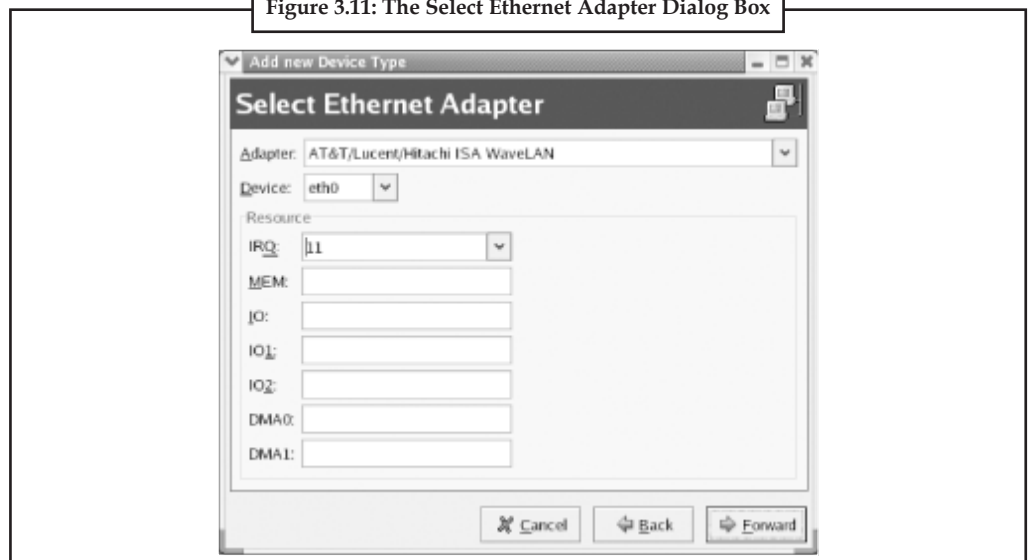 Figure 3.11: The Select Ethernet Adapter Dialog Box
Add new Device Type
Select Ethernet Adapter
Adapter: AT&T/Lucent/Hitachi ISA WaveLAN
Device: eth0
Resource
IRQ: 11
MEM:
IO:
IO1:
IO2:
DMA0:
DMA1:
Cancel Back Forward